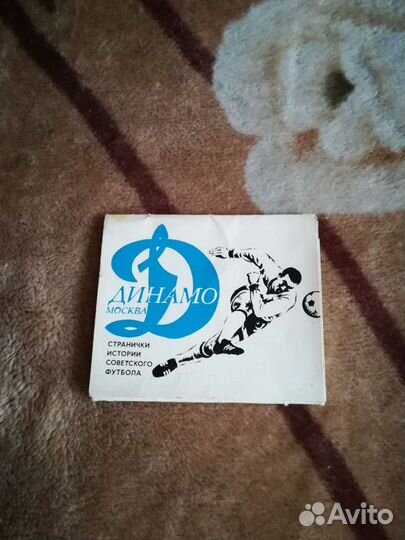 ДИНАМО
МОСКВА
СТРАНИЧКИ
ИСТОРИИ
СОВЕТСКОГО
ФУТБОЛА
Avito